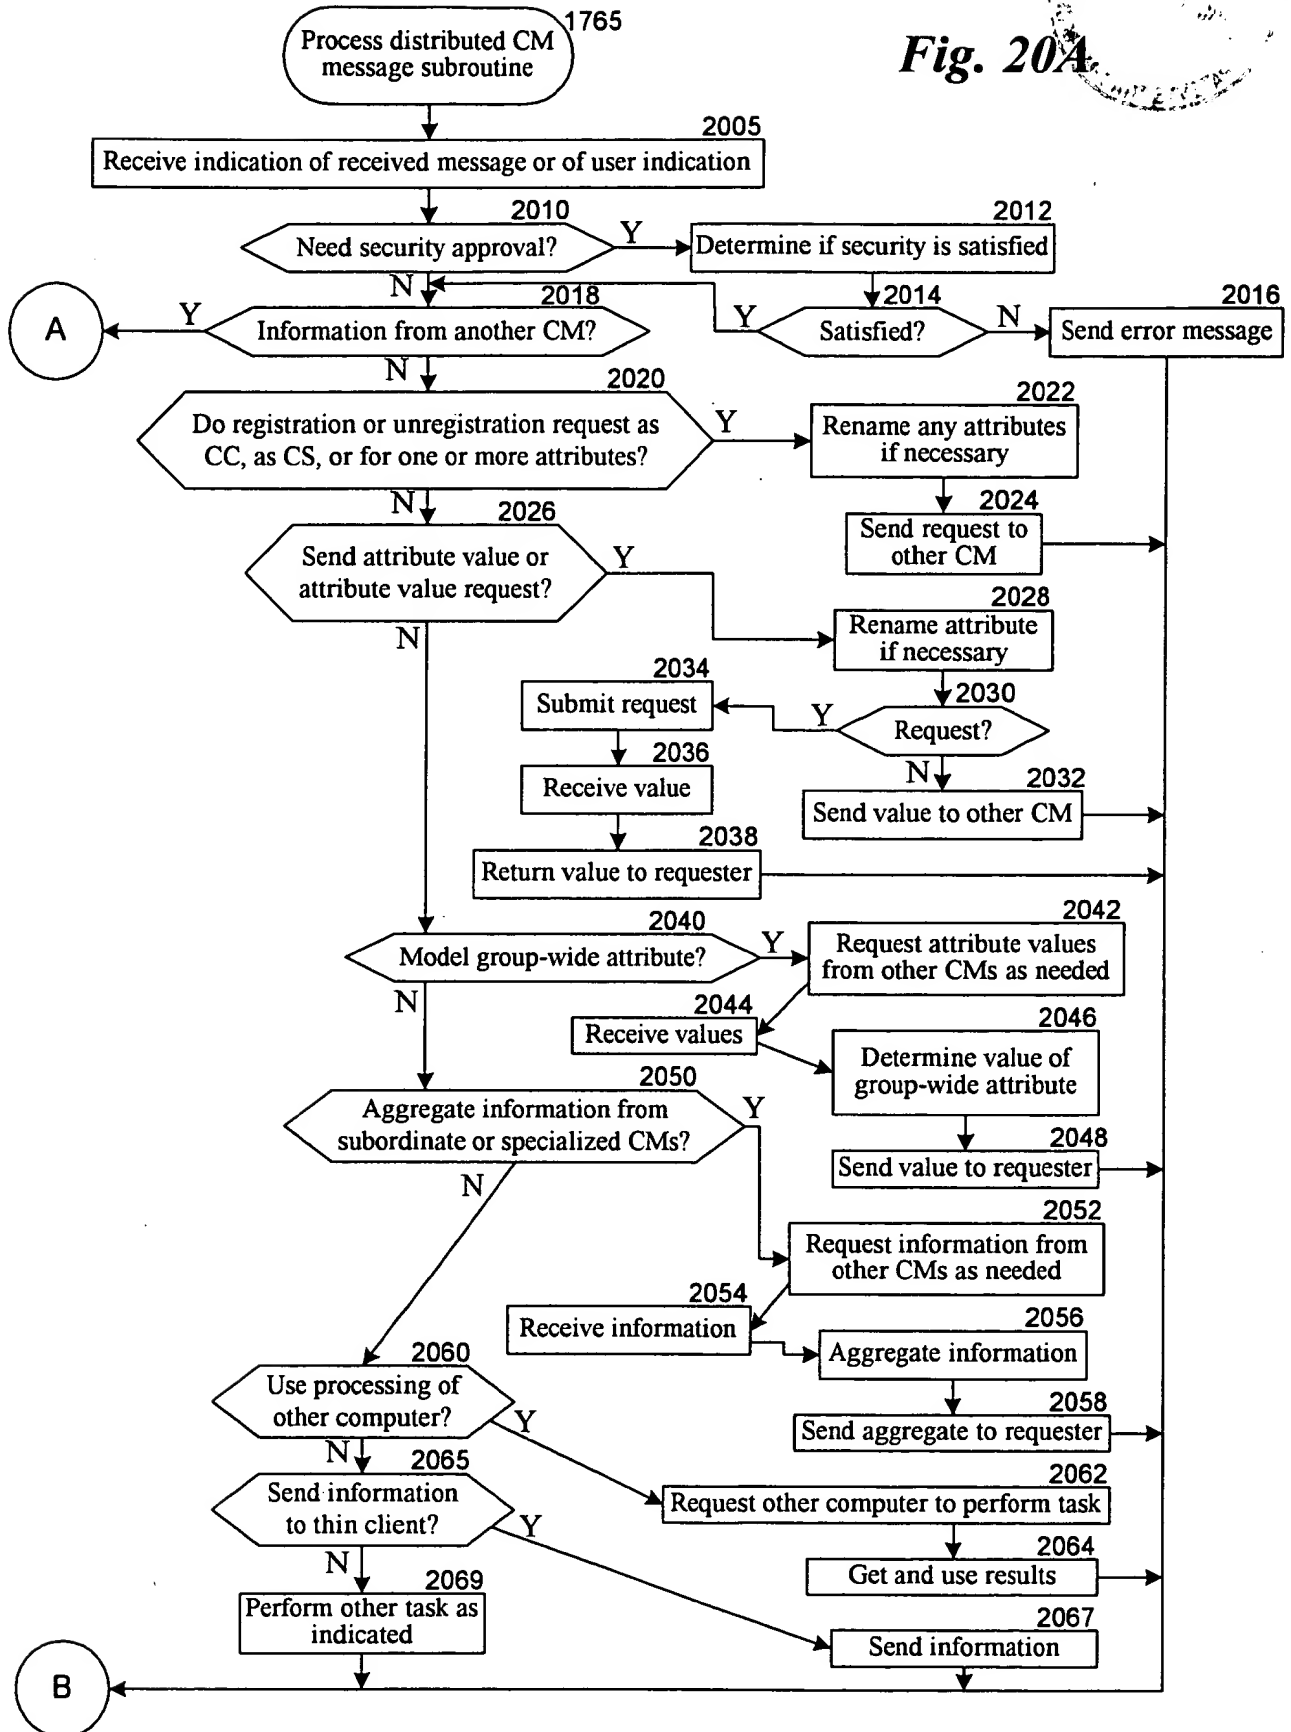 1765
Process distributed CM
message subroutine
Fig. 20A
2005
Receive indication of received message or of user indication
2010
Need security approval?
Y
2012
Determine if security is satisfied
N
2018
Information from another CM?
Y
A
2014
Satisfied?
Y
N
2016
Send error message
N
2020
Do registration or unregistration request as
CC, as CS, or for one or more attributes?
Y
2022
Rename any attributes
if necessary
2024
Send request to
other CM
N
2026
Send attribute value or
attribute value request?
Y
2028
Rename attribute
if necessary
2030
Request?
Y
2034
Submit request
2036
Receive value
2038
Return value to requester
N
2032
Send value to other CM
N
2040
Model group-wide attribute?
Y
2042
Request attribute values
from other CMs as needed
2044
Receive values
2046
Determine value of
group-wide attribute
2048
Send value to requester
N
2050
Aggregate information from
subordinate or specialized CMs?
Y
2052
Request information from
other CMs as needed
2054
Receive information
2056
Aggregate information
2058
Send aggregate to requester
N
2060
Use processing of
other computer?
Y
2062
Request other computer to perform task
2064
Get and use results
N
2065
Send information
to thin client?
Y
2067
Send information
N
2069
Perform other task as
indicated
B